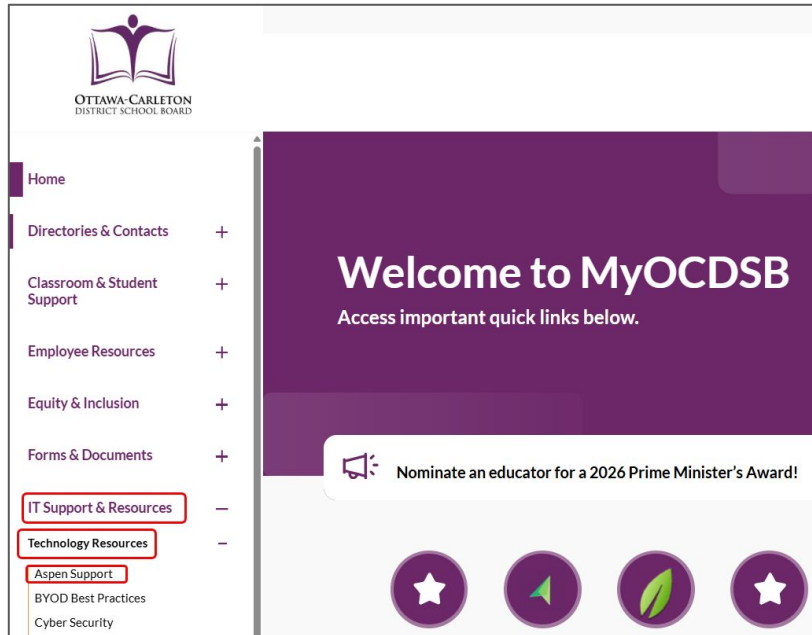 OTTAWA-CARLETON
DISTRICT SCHOOL BOARD
Home
Directories & Contacts +
Classroom & Student +
Support
Employee Resources +
Equity & Inclusion +
Forms & Documents +
IT Support & Resources –
Technology Resources –
Aspen Support
BYOD Best Practices
Cyber Security
Welcome to MyOCDSB
Access important quick links below.
Nominate an educator for a 2026 Prime Minister's Award!